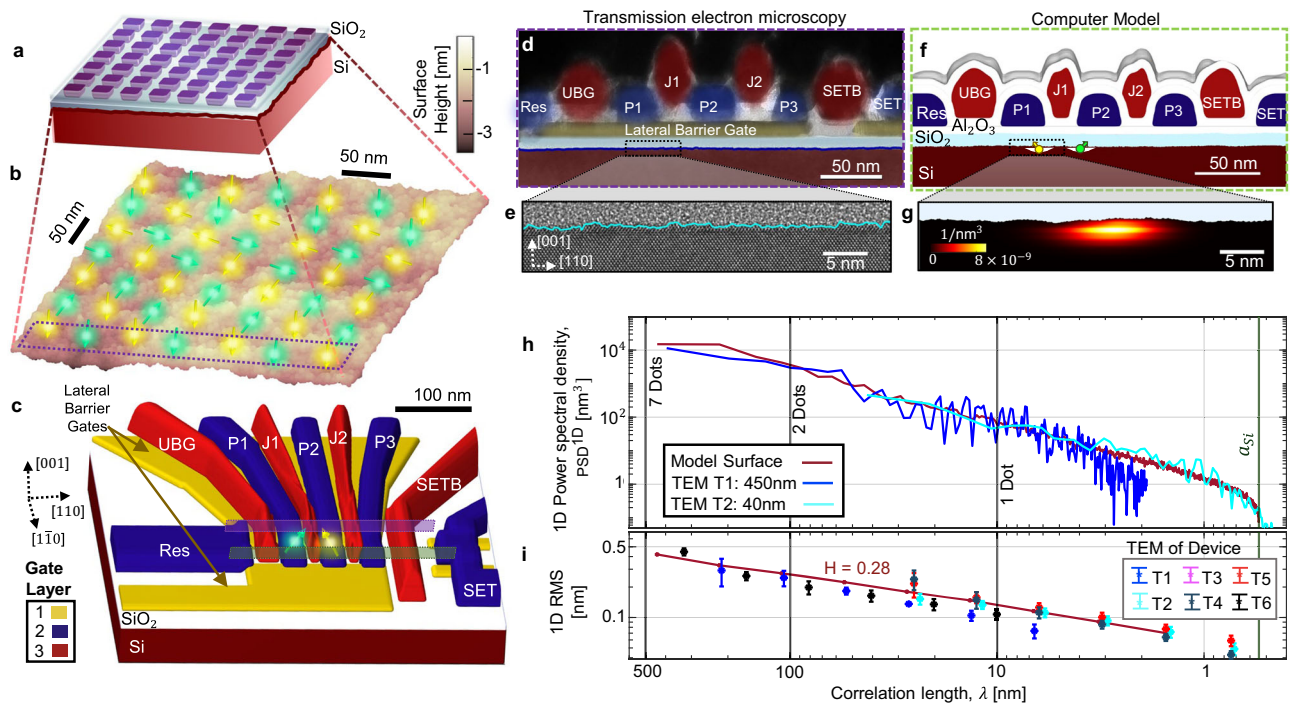 a
SiO2
Si
Surface
Height [nm]
-1
-3
b
50 nm
50 nm
c
Lateral
Barrier
Gates
100 nm
UBG
P1
J1
P2
J2
P3
SETB
[001]
[110]
[11̄0]
Res
SET
Gate
Layer
1
2
3
SiO2
Si
Transmission electron microscopy
d
Res
UBG
P1
J1
P2
J2
P3
SETB
SET
Lateral Barrier Gate
50 nm
e
[001]
[110]
5 nm
Computer Model
f
Res
UBG
P1
J1
P2
J2
P3
SETB
SET
Al2O3
SiO2
Si
50 nm
g
1/nm³
0
8 × 10⁻⁹
5 nm
h
1D Power spectral density,
PSD 1D [nm³]
10⁴
10²
1
7 Dots
2 Dots
1 Dot
aSi
Model Surface
TEM T1: 450nm
TEM T2: 40nm
i
1D RMS
[nm]
0.5
0.1
H = 0.28
TEM of Device
T1
T3
T5
T2
T4
T6
500
100
10
1
Correlation length, λ [nm]